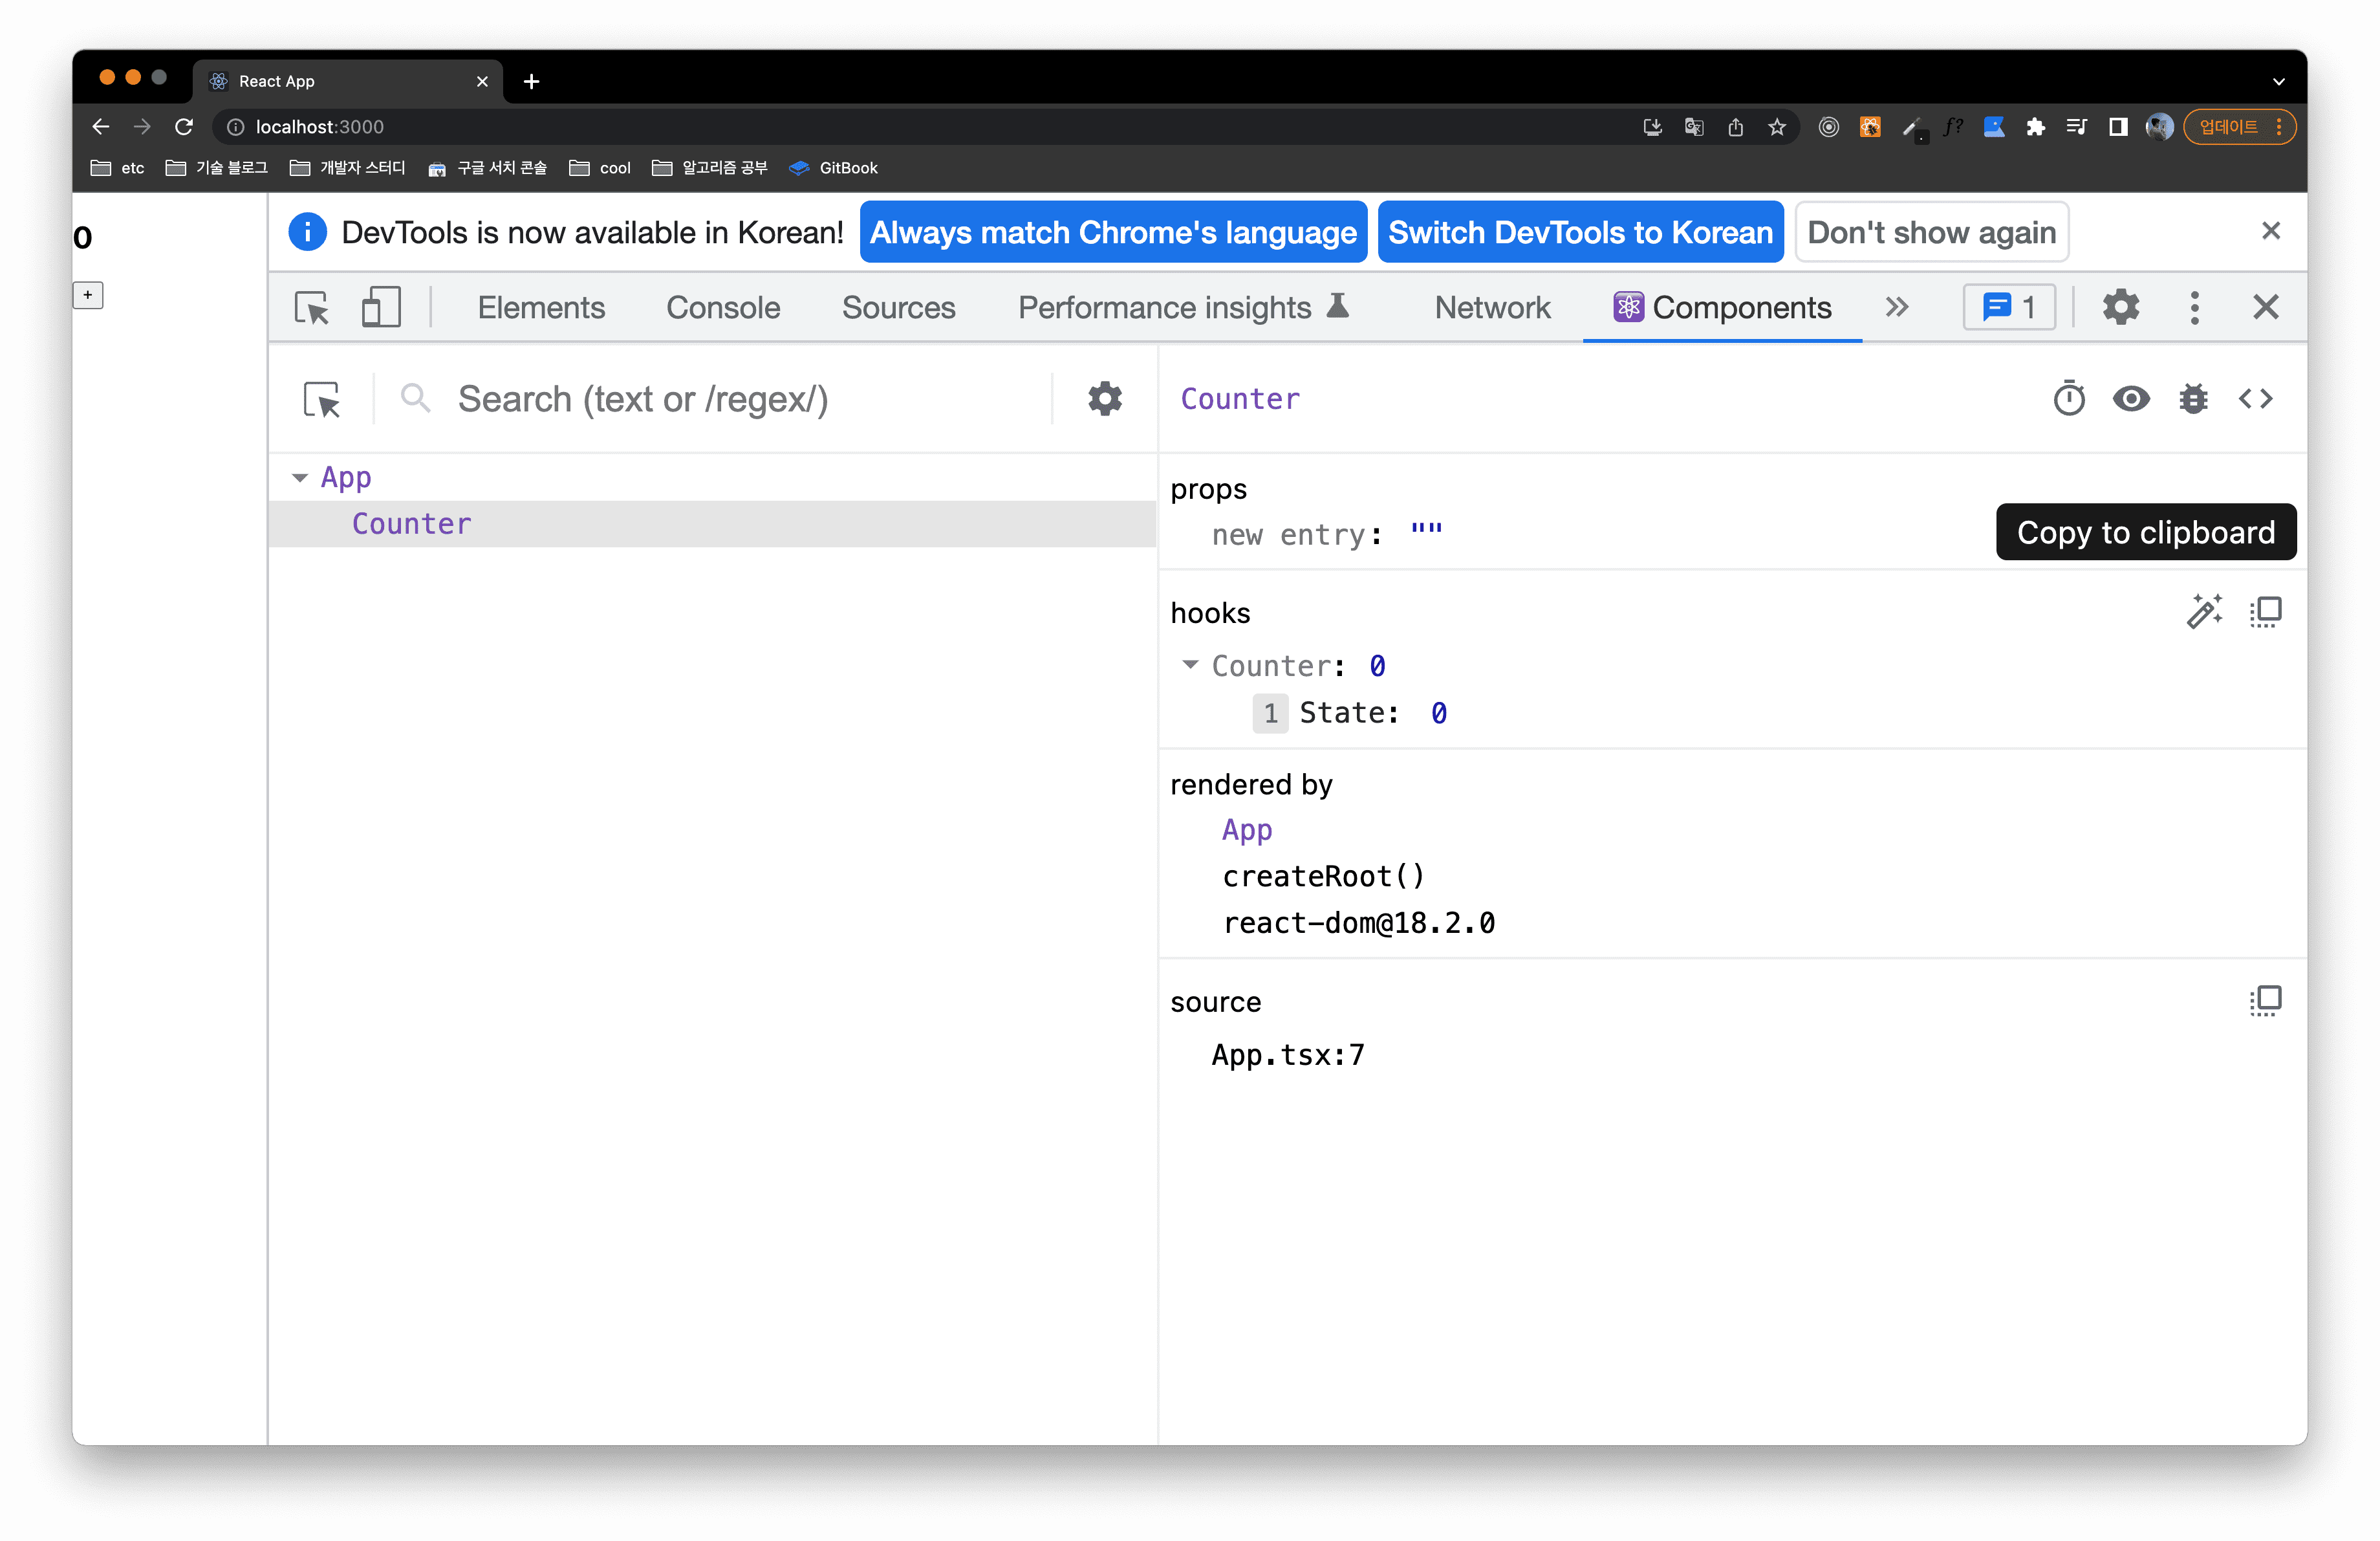 React App
localhost:3000
업데이트
etc 기술 블로그 개발자 스터디 구글 서치 콘솔 cool 알고리즘 공부 GitBook
0
+
DevTools is now available in Korean! Always match Chrome's language Switch DevTools to Korean Don't show again
Elements Console Sources Performance insights Network Components 1
Search (text or /regex/)
App
Counter
Counter
props
new entry: ""
Copy to clipboard
hooks
Counter: 0
1 State: 0
rendered by
App
createRoot()
react-dom@18.2.0
source
App.tsx:7